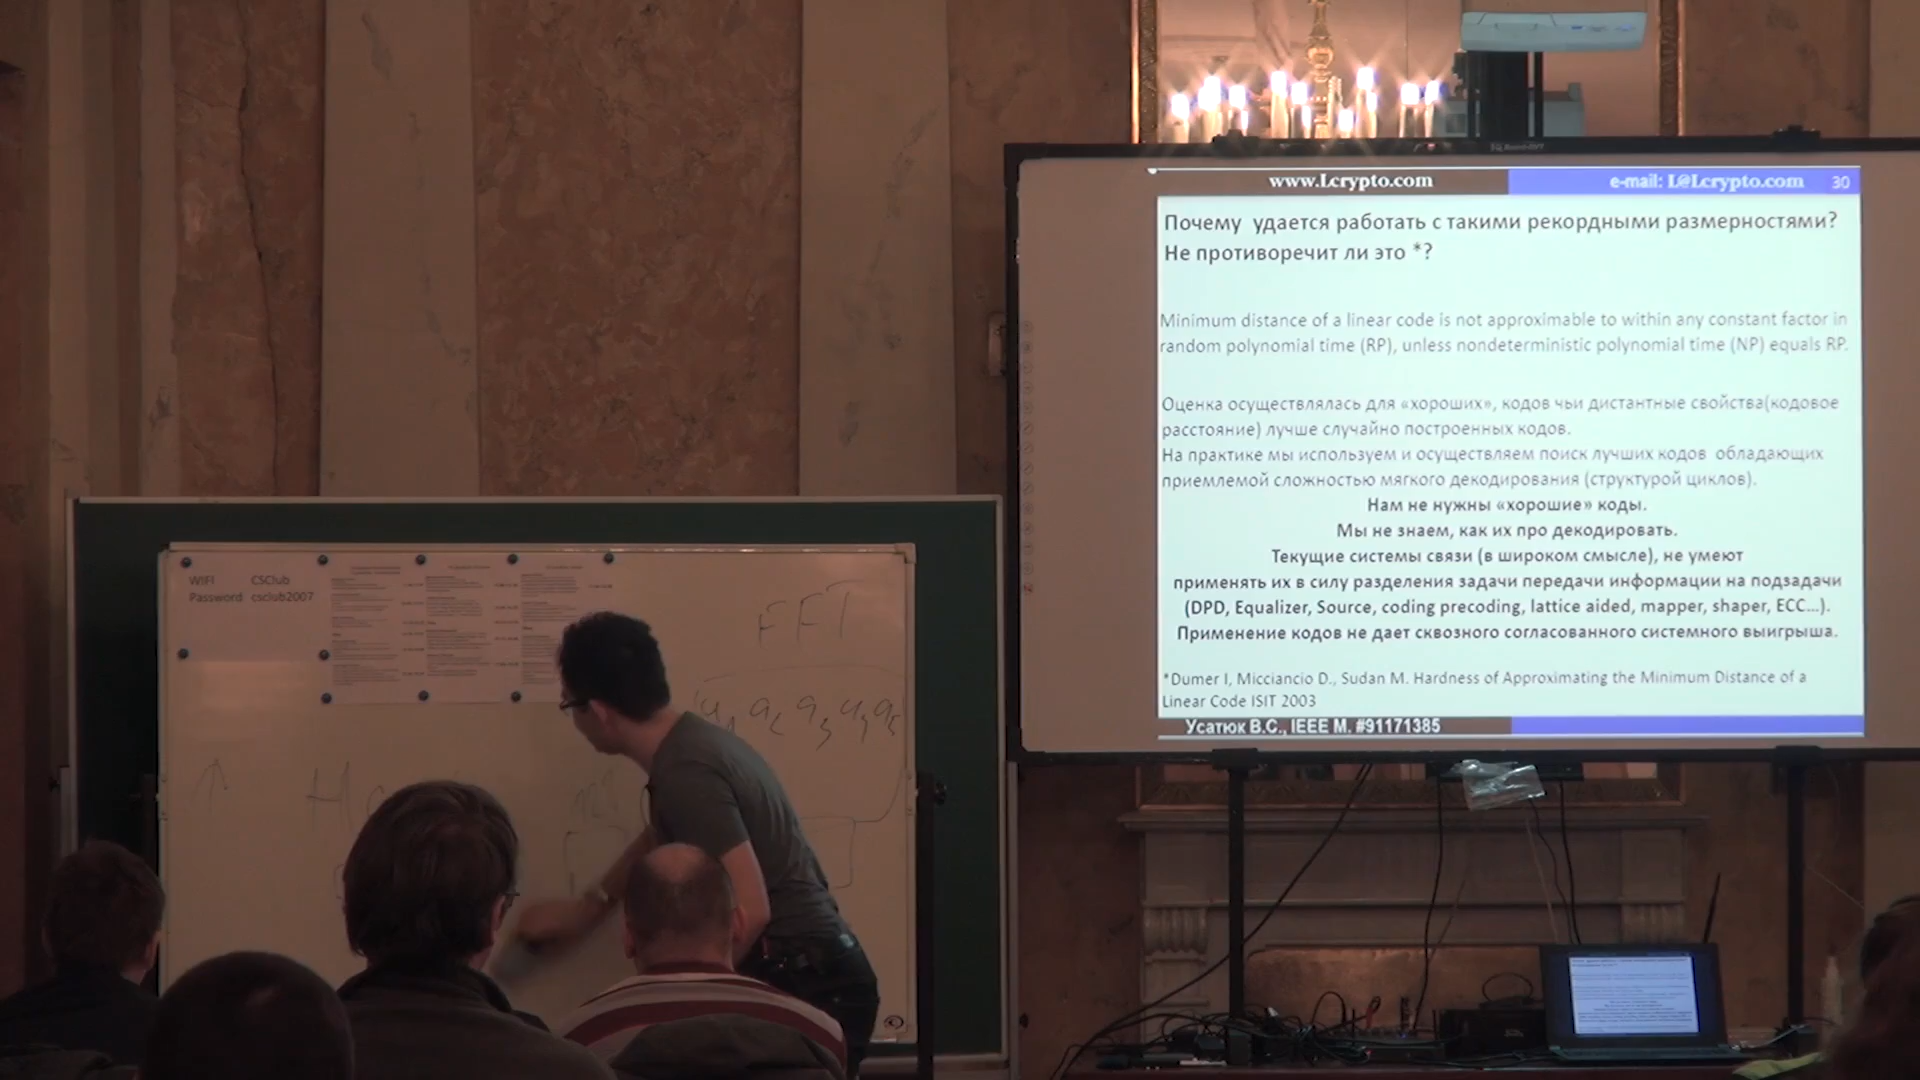 www.Lcrypto.com
e-mail: L@Lcrypto.com 30
Почему удается работать с такими рекордными размерностями?
Не противоречит ли это *?
Minimum distance of a linear code is not approximable to within any constant factor in
random polynomial time (RP), unless nondeterministic polynomial time (NP) equals RP.
Оценка осуществлялась для «хороших», кодов чьи дистантные свойства(кодовое
расстояние) лучше случайно построенных кодов.
На практике мы используем и осуществляем поиск лучших кодов обладающих
приемлемой сложностью мягкого декодирования (структурой циклов).
Нам не нужны «хорошие» коды.
Мы не знаем, как их про декодировать.
Текущие системы связи (в широком смысле), не умеют
применять их в силу разделения задачи передачи информации на подзадачи
(DPD, Equalizer, Source, coding precoding, lattice aided, mapper, shaper, ECC...).
Применение кодов не дает сквозного согласованного системного выигрыша.
*Dumer I, Micciancio D., Sudan M. Hardness of Approximating the Minimum Distance of a
Linear Code ISIT 2003
Усатюк В.С., IEEE M. #91171385
WIFI CSClub
Password csclub2007
FFT